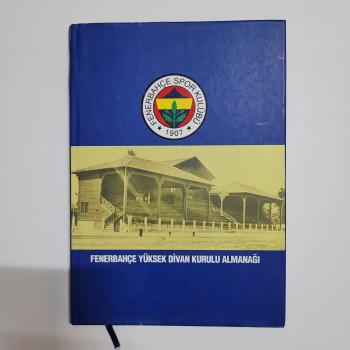 FENERBAHÇE SPOR KULÜBÜ
1907
FENERBAHÇE YÜKSEK DİVAN KURULU ALMANAĞI